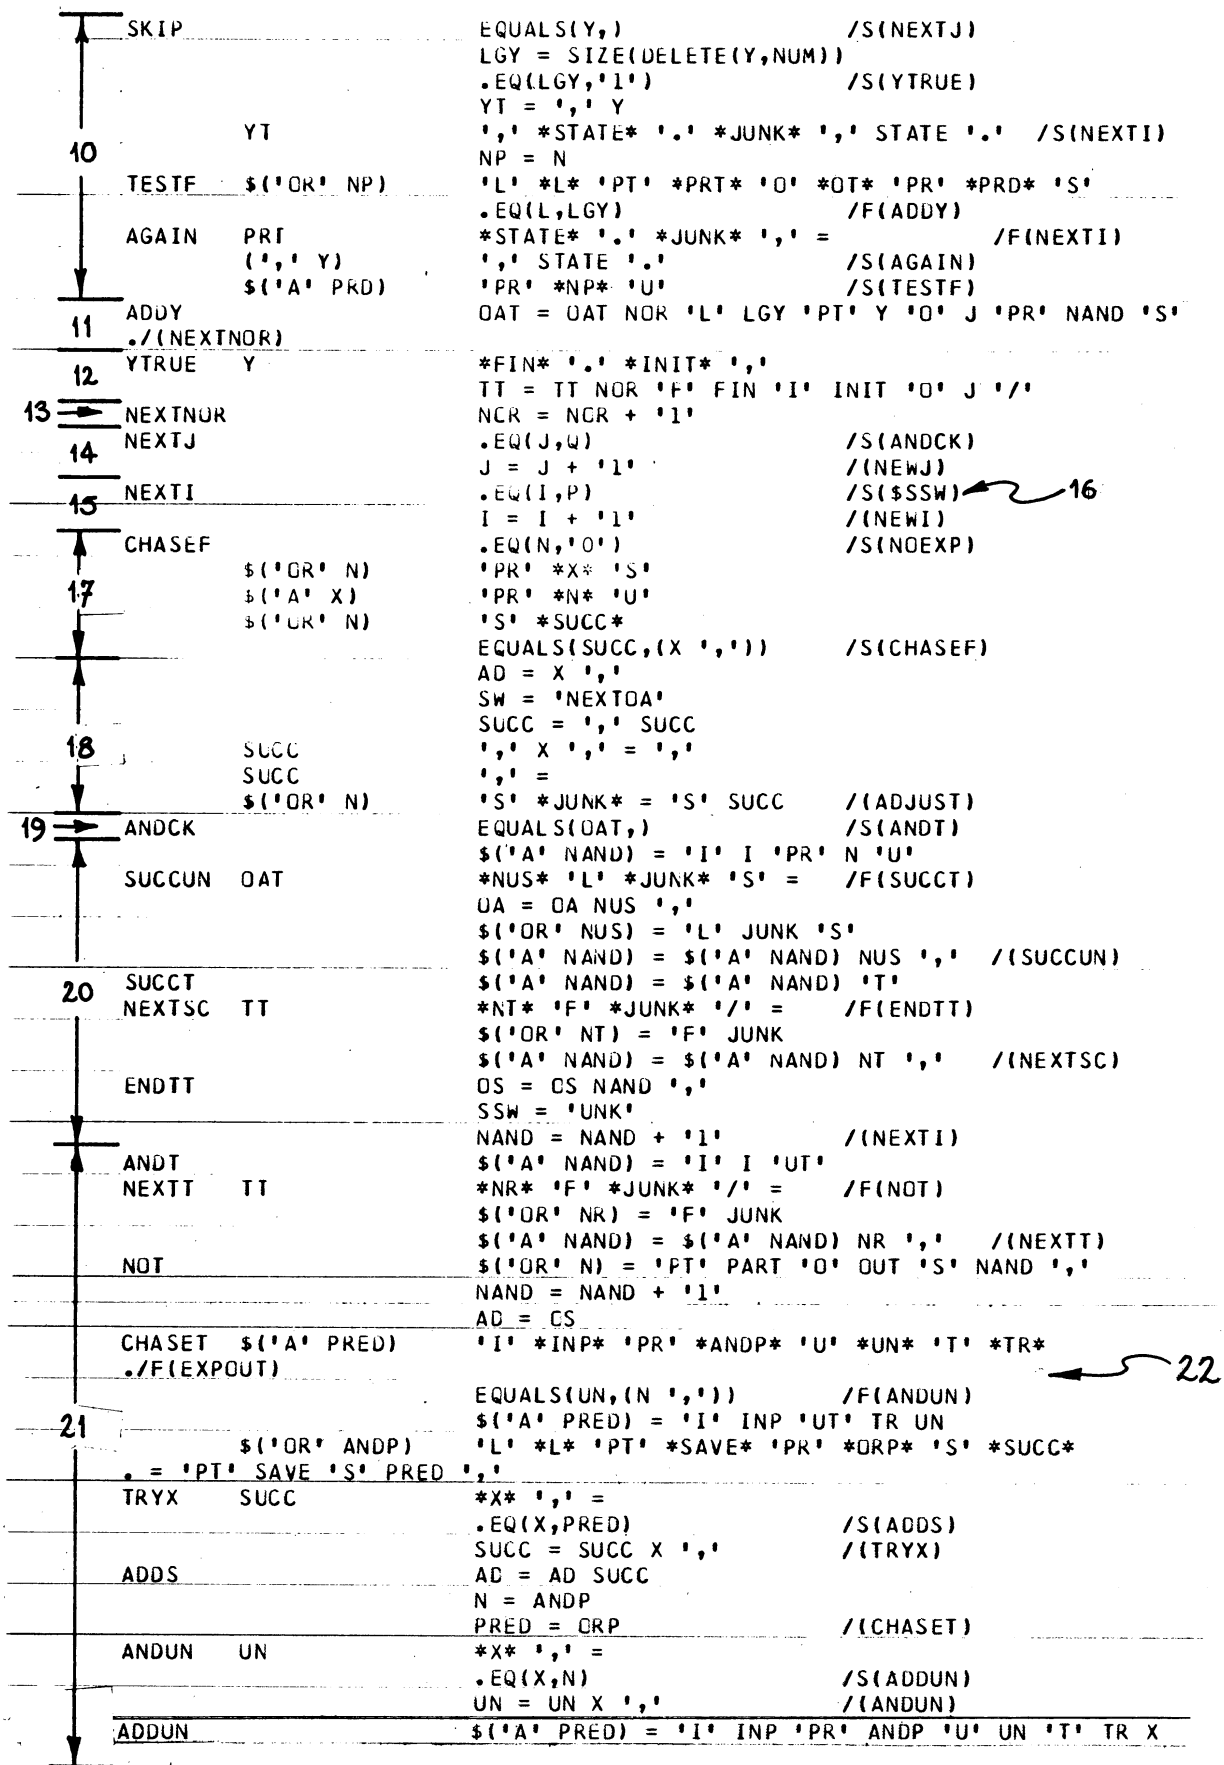 SKIP EQUALS(Y,) /S(NEXTJ)
LGY = SIZE(DELETE(Y,NUM))
.EQ(LGY,'1') /S(YTRUE)
YT = ',' Y
YT ',' *STATE* '.' *JUNK* ',' STATE '.' /S(NEXTI)
10
NP = N
TESTF $('OR' NP) 'L' *L* 'PT' *PRT* 'O' *OT* 'PR' *PRD* 'S'
.EQ(L,LGY) /F(ADDY)
AGAIN PRT *STATE* '.' *JUNK* ',' = /F(NEXTI)
(',' Y) ',' STATE '.' /S(AGAIN)
$('A' PRD) 'PR' *NP* 'U' /S(TESTF)
ADDY OAT = OAT NOR 'L' LGY 'PT' Y 'O' J 'PR' NAND 'S'
11
./(NEXTNOR)
YTRUE Y *FIN* '.' *INIT* ','
12
TT = TT NOR 'F' FIN 'I' INIT 'O' J '/'
13 NEXTNOR NOR = NOR + '1'
NEXTJ .EQ(J,Q) /S(ANDCK)
14
J = J + '1' /(NEWJ)
15 NEXTI .EQ(I,P) /S($SSW) 16
I = I + '1' /(NEWI)
CHASEF .EQ(N,'0') /S(NOEXP)
$('OR' N) 'PR' *X* 'S'
17 $('A' X) 'PR' *N* 'U'
$('OR' N) 'S' *SUCC*
EQUALS(SUCC,(X ',')) /S(CHASEF)
AD = X ','
SW = 'NEXTOA'
SUCC = ',' SUCC
18 SUCC ',' X ',' = ','
SUCC ',' =
$('OR' N) 'S' *JUNK* = 'S' SUCC /(ADJUST)
19 ANDCK EQUALS(OAT,) /S(ANDT)
$('A' NAND) = 'I' I 'PR' N 'U'
SUCCUN OAT *NUS* 'L' *JUNK* 'S' = /F(SUCCT)
OA = OA NUS ','
$('OR' NUS) = 'L' JUNK 'S'
$('A' NAND) = $('A' NAND) NUS ',' /(SUCCUN)
SUCCT $('A' NAND) = $('A' NAND) 'T'
20
NEXTSC TT *NT* 'F' *JUNK* '/' = /F(ENDTT)
$('OR' NT) = 'F' JUNK
$('A' NAND) = $('A' NAND) NT ',' /(NEXTSC)
ENDTT OS = OS NAND ','
SSW = 'UNK'
NAND = NAND + '1' /(NEXTI)
ANDT $('A' NAND) = 'I' I 'UT'
NEXTT TT *NR* 'F' *JUNK* '/' = /F(NOT)
$('OR' NR) = 'F' JUNK
$('A' NAND) = $('A' NAND) NR ',' /(NEXTT)
NOT $('OR' N) = 'PT' PART 'O' OUT 'S' NAND ','
NAND = NAND + '1'
AD = OS
CHASET $('A' PRED) 'I' *INP* 'PR' *ANDP* 'U' *UN* 'T' *TR*
./F(EXPOUT) 22
EQUALS(UN,(N ',')) /F(ANDUN)
21
$('A' PRED) = 'I' INP 'UT' TR UN
$('OR' ANDP) 'L' *L* 'PT' *SAVE* 'PR' *ORP* 'S' *SUCC*
. = 'PT' SAVE 'S' PRED ','
TRYX SUCC *X* ',' =
.EQ(X,PRED) /S(ADDS)
SUCC = SUCC X ',' /(TRYX)
ADDS AD = AD SUCC
N = ANDP
PRED = ORP /(CHASET)
ANDUN UN *X* ',' =
.EQ(X,N) /S(ADDUN)
UN = UN X ',' /(ANDUN)
ADDUN $('A' PRED) = 'I' INP 'PR' ANDP 'U' UN 'T' TR X